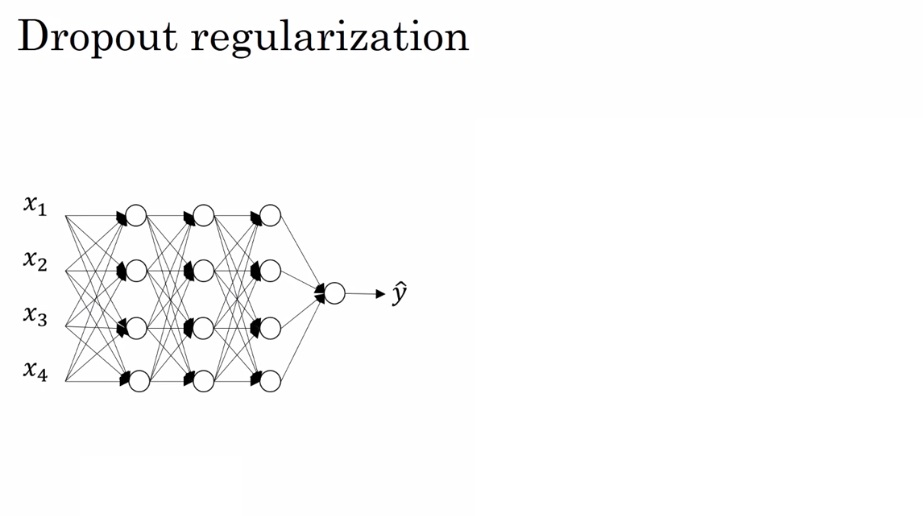 Dropout regularization
x₁
x₂
x₃
x₄
ŷ